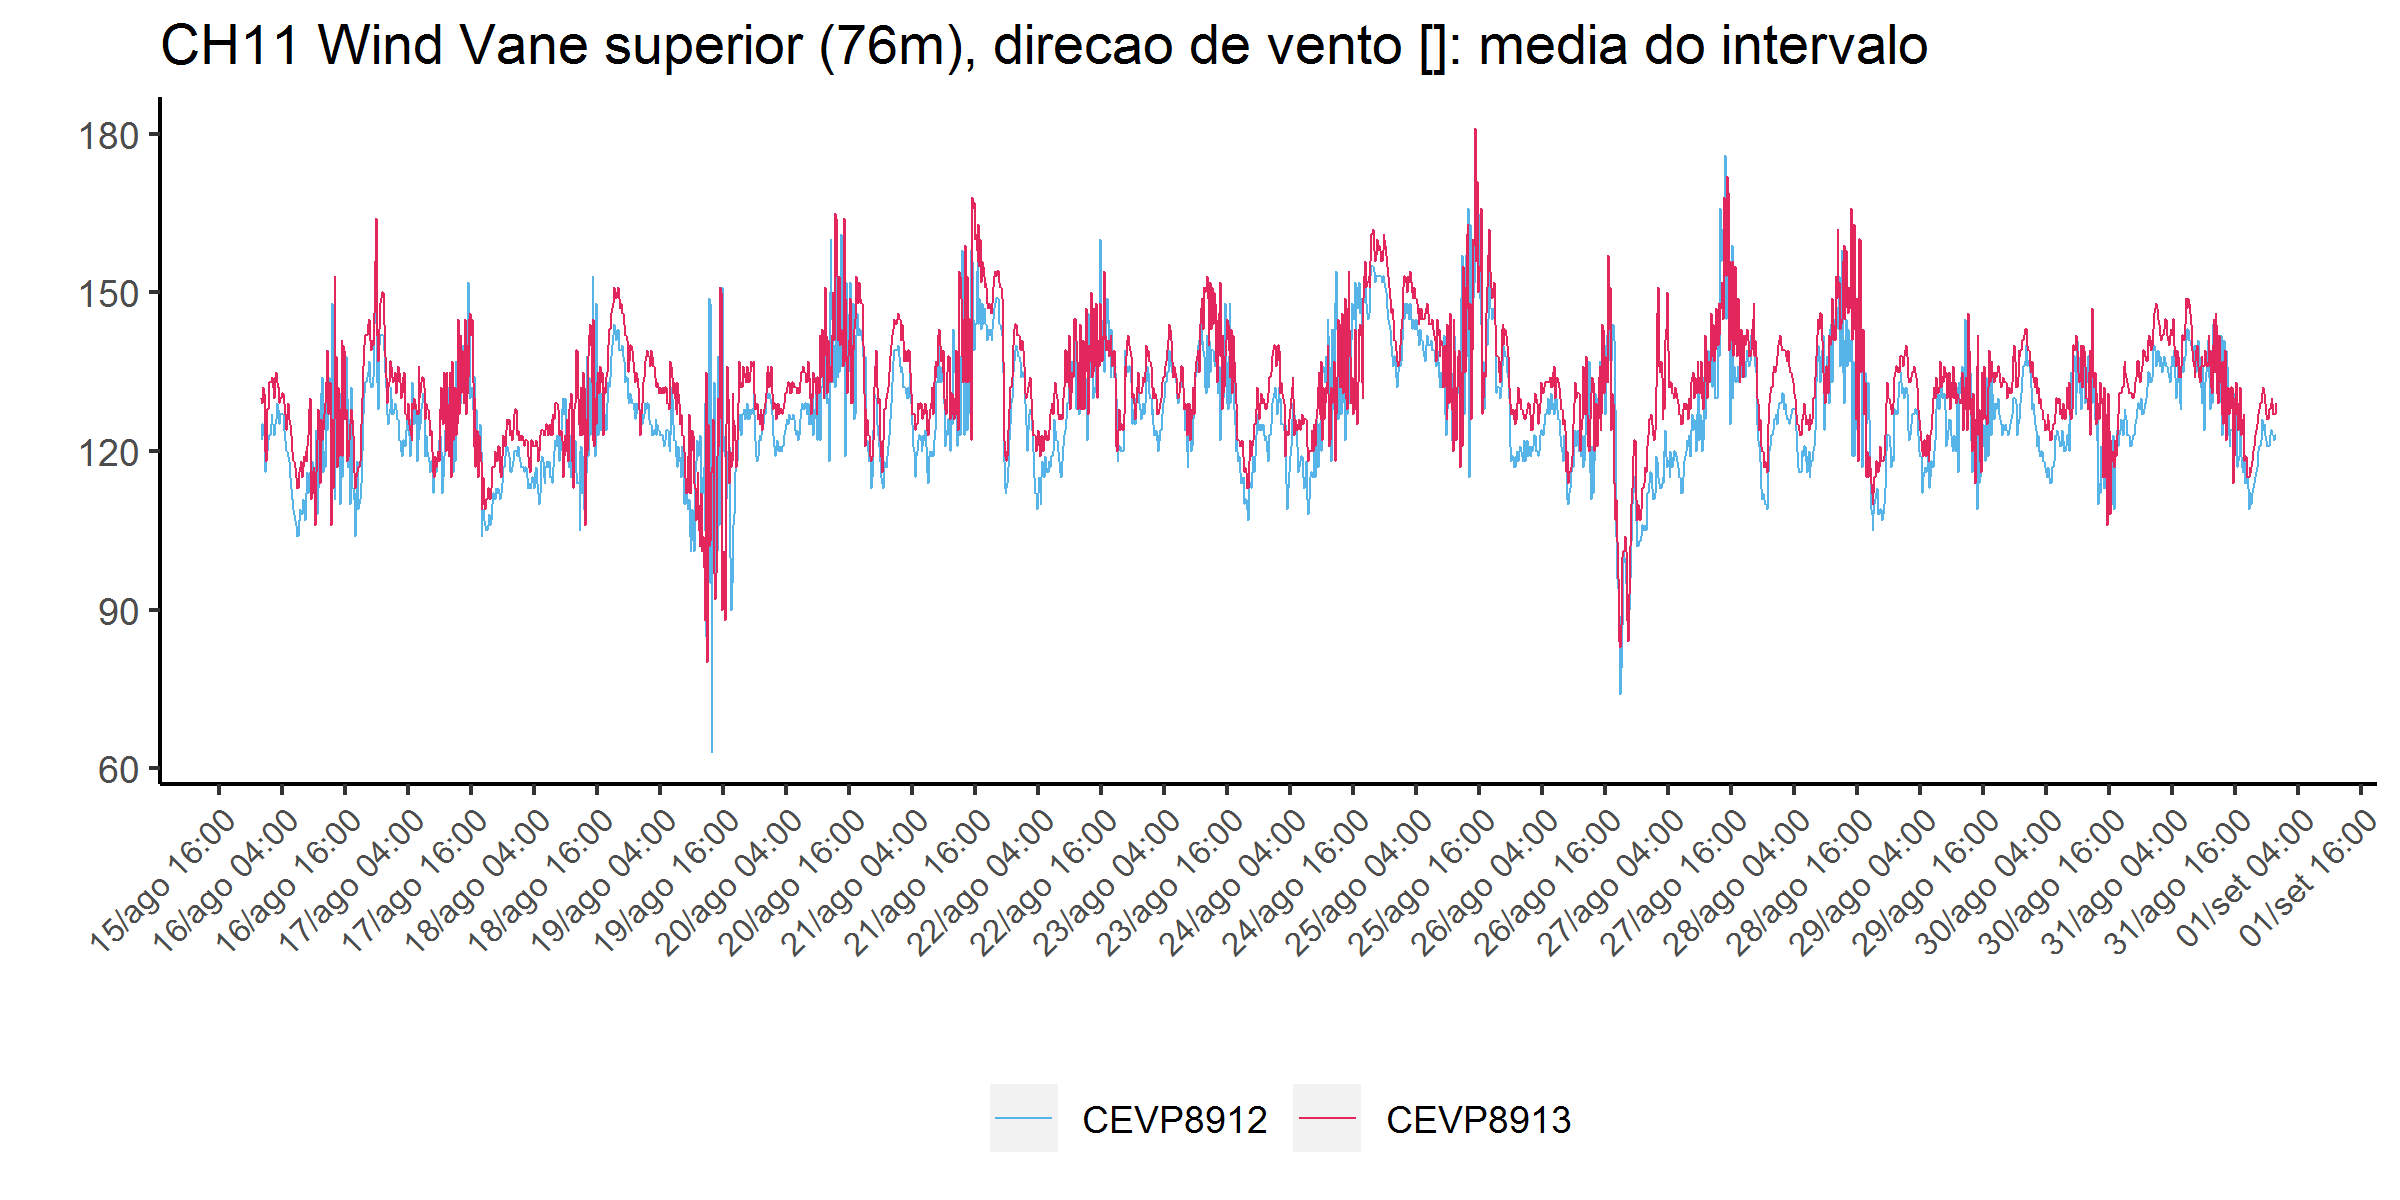 CH11 Wind Vane superior (76m), direcao de vento []: media do intervalo
180
150
120
90
60
15/ago 16:00
16/ago 04:00
16/ago 16:00
17/ago 04:00
17/ago 16:00
18/ago 04:00
18/ago 16:00
19/ago 04:00
19/ago 16:00
20/ago 04:00
20/ago 16:00
21/ago 04:00
21/ago 16:00
22/ago 04:00
22/ago 16:00
23/ago 04:00
23/ago 16:00
24/ago 04:00
24/ago 16:00
25/ago 04:00
25/ago 16:00
26/ago 04:00
26/ago 16:00
27/ago 04:00
27/ago 16:00
28/ago 04:00
28/ago 16:00
29/ago 04:00
29/ago 16:00
30/ago 04:00
30/ago 16:00
31/ago 04:00
31/ago 16:00
01/set 04:00
01/set 16:00
CEVP8912 CEVP8913